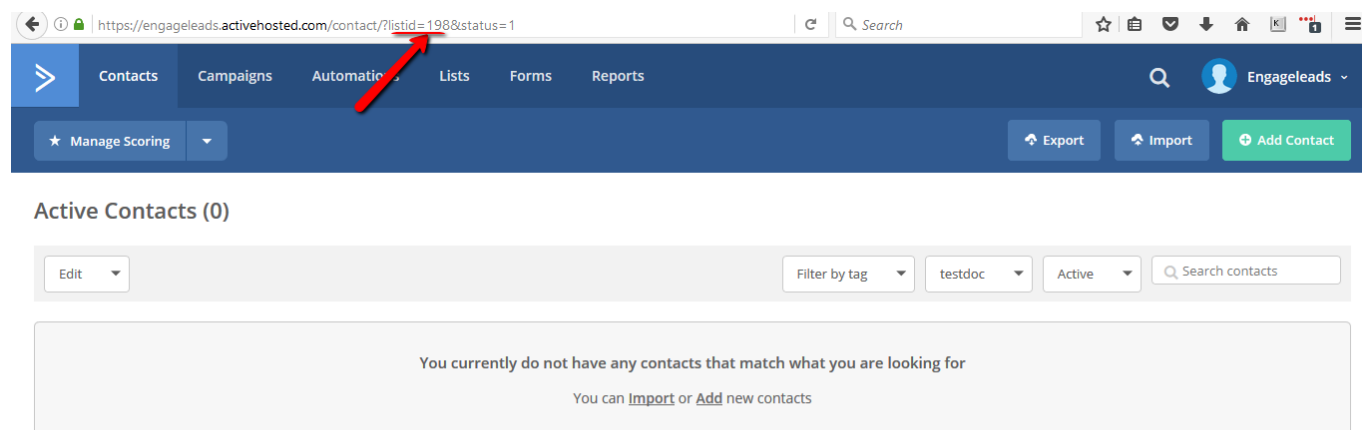 https://engageleads.activehosted.com/contact/?listid=198&status=1
Search
1
Contacts Campaigns Automations Lists Forms Reports Engageleads
Manage Scoring Export Import Add Contact
Active Contacts (0)
Edit Filter by tag testdoc Active Search contacts
You currently do not have any contacts that match what you are looking for
You can Import or Add new contacts